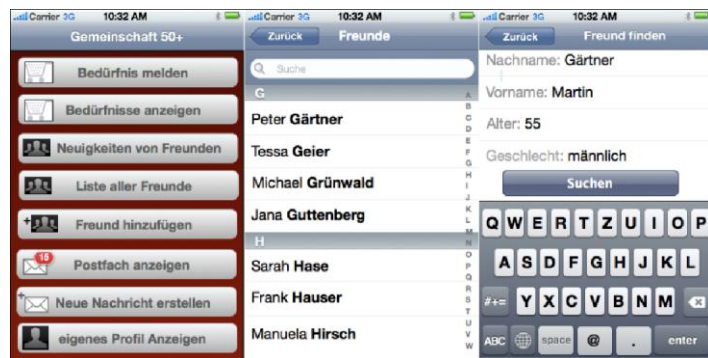 Carrier 3G 10:32 AM
Gemeinschaft 50+
Bedürfnis melden
Bedürfnisse anzeigen
Neuigkeiten von Freunden
Liste aller Freunde
Freund hinzufügen
15
Postfach anzeigen
Neue Nachricht erstellen
eigenes Profil Anzeigen
Carrier 3G 10:32 AM
Zurück Freunde
Suche
G
Peter Gärtner
Tessa Geier
Michael Grünwald
Jana Guttenberg
H
Sarah Hase
Frank Hauser
Manuela Hirsch
A
B
C
D
E
F
G
H
I
J
K
L
M
N
O
P
Q
R
S
T
U
V
W
Carrier 3G 10:32 AM
Zurück Freund finden
Nachname: Gärtner
Vorname: Martin
Alter: 55
Geschlecht: männlich
Suchen
Q W E R T Z U I O P
A S D F G H J K L
#+= Y X C V B N M
ABC space @ . enter